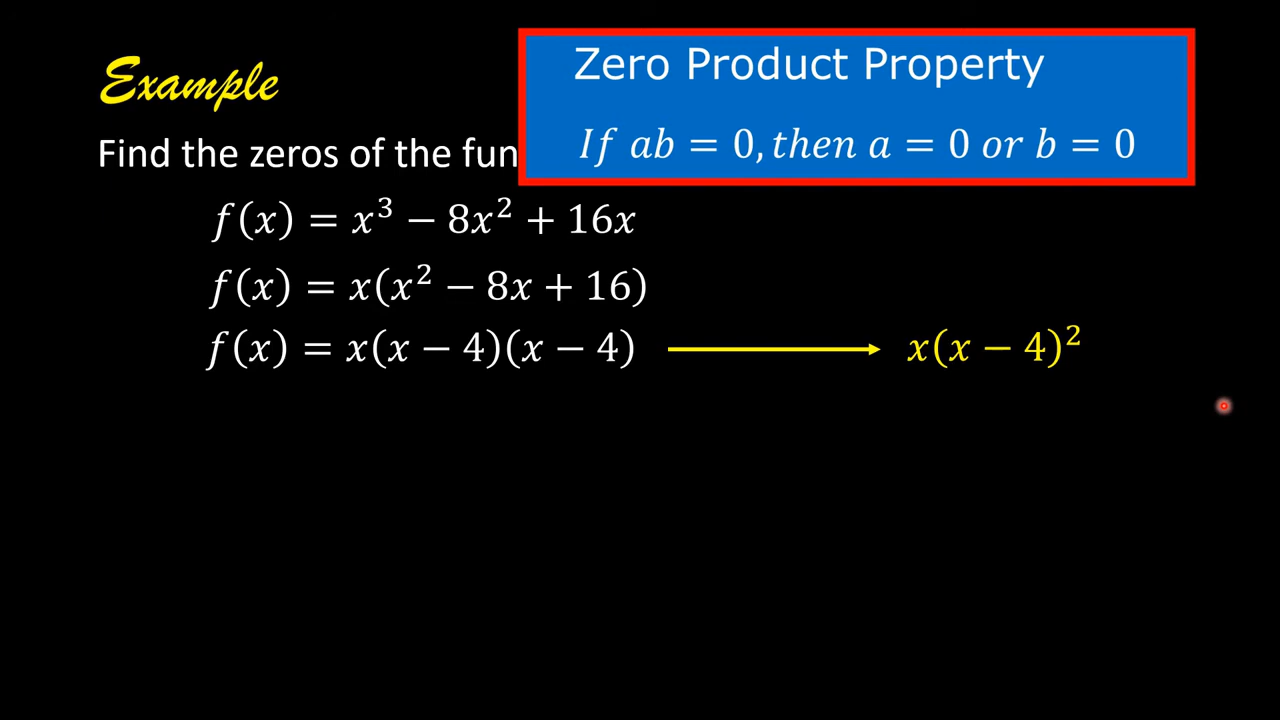 Example
Zero Product Property
If ab = 0, then a = 0 or b = 0
Find the zeros of the fun
f(x) = x³ − 8x² + 16x
f(x) = x(x² − 8x + 16)
f(x) = x(x − 4)(x − 4) x(x − 4)²